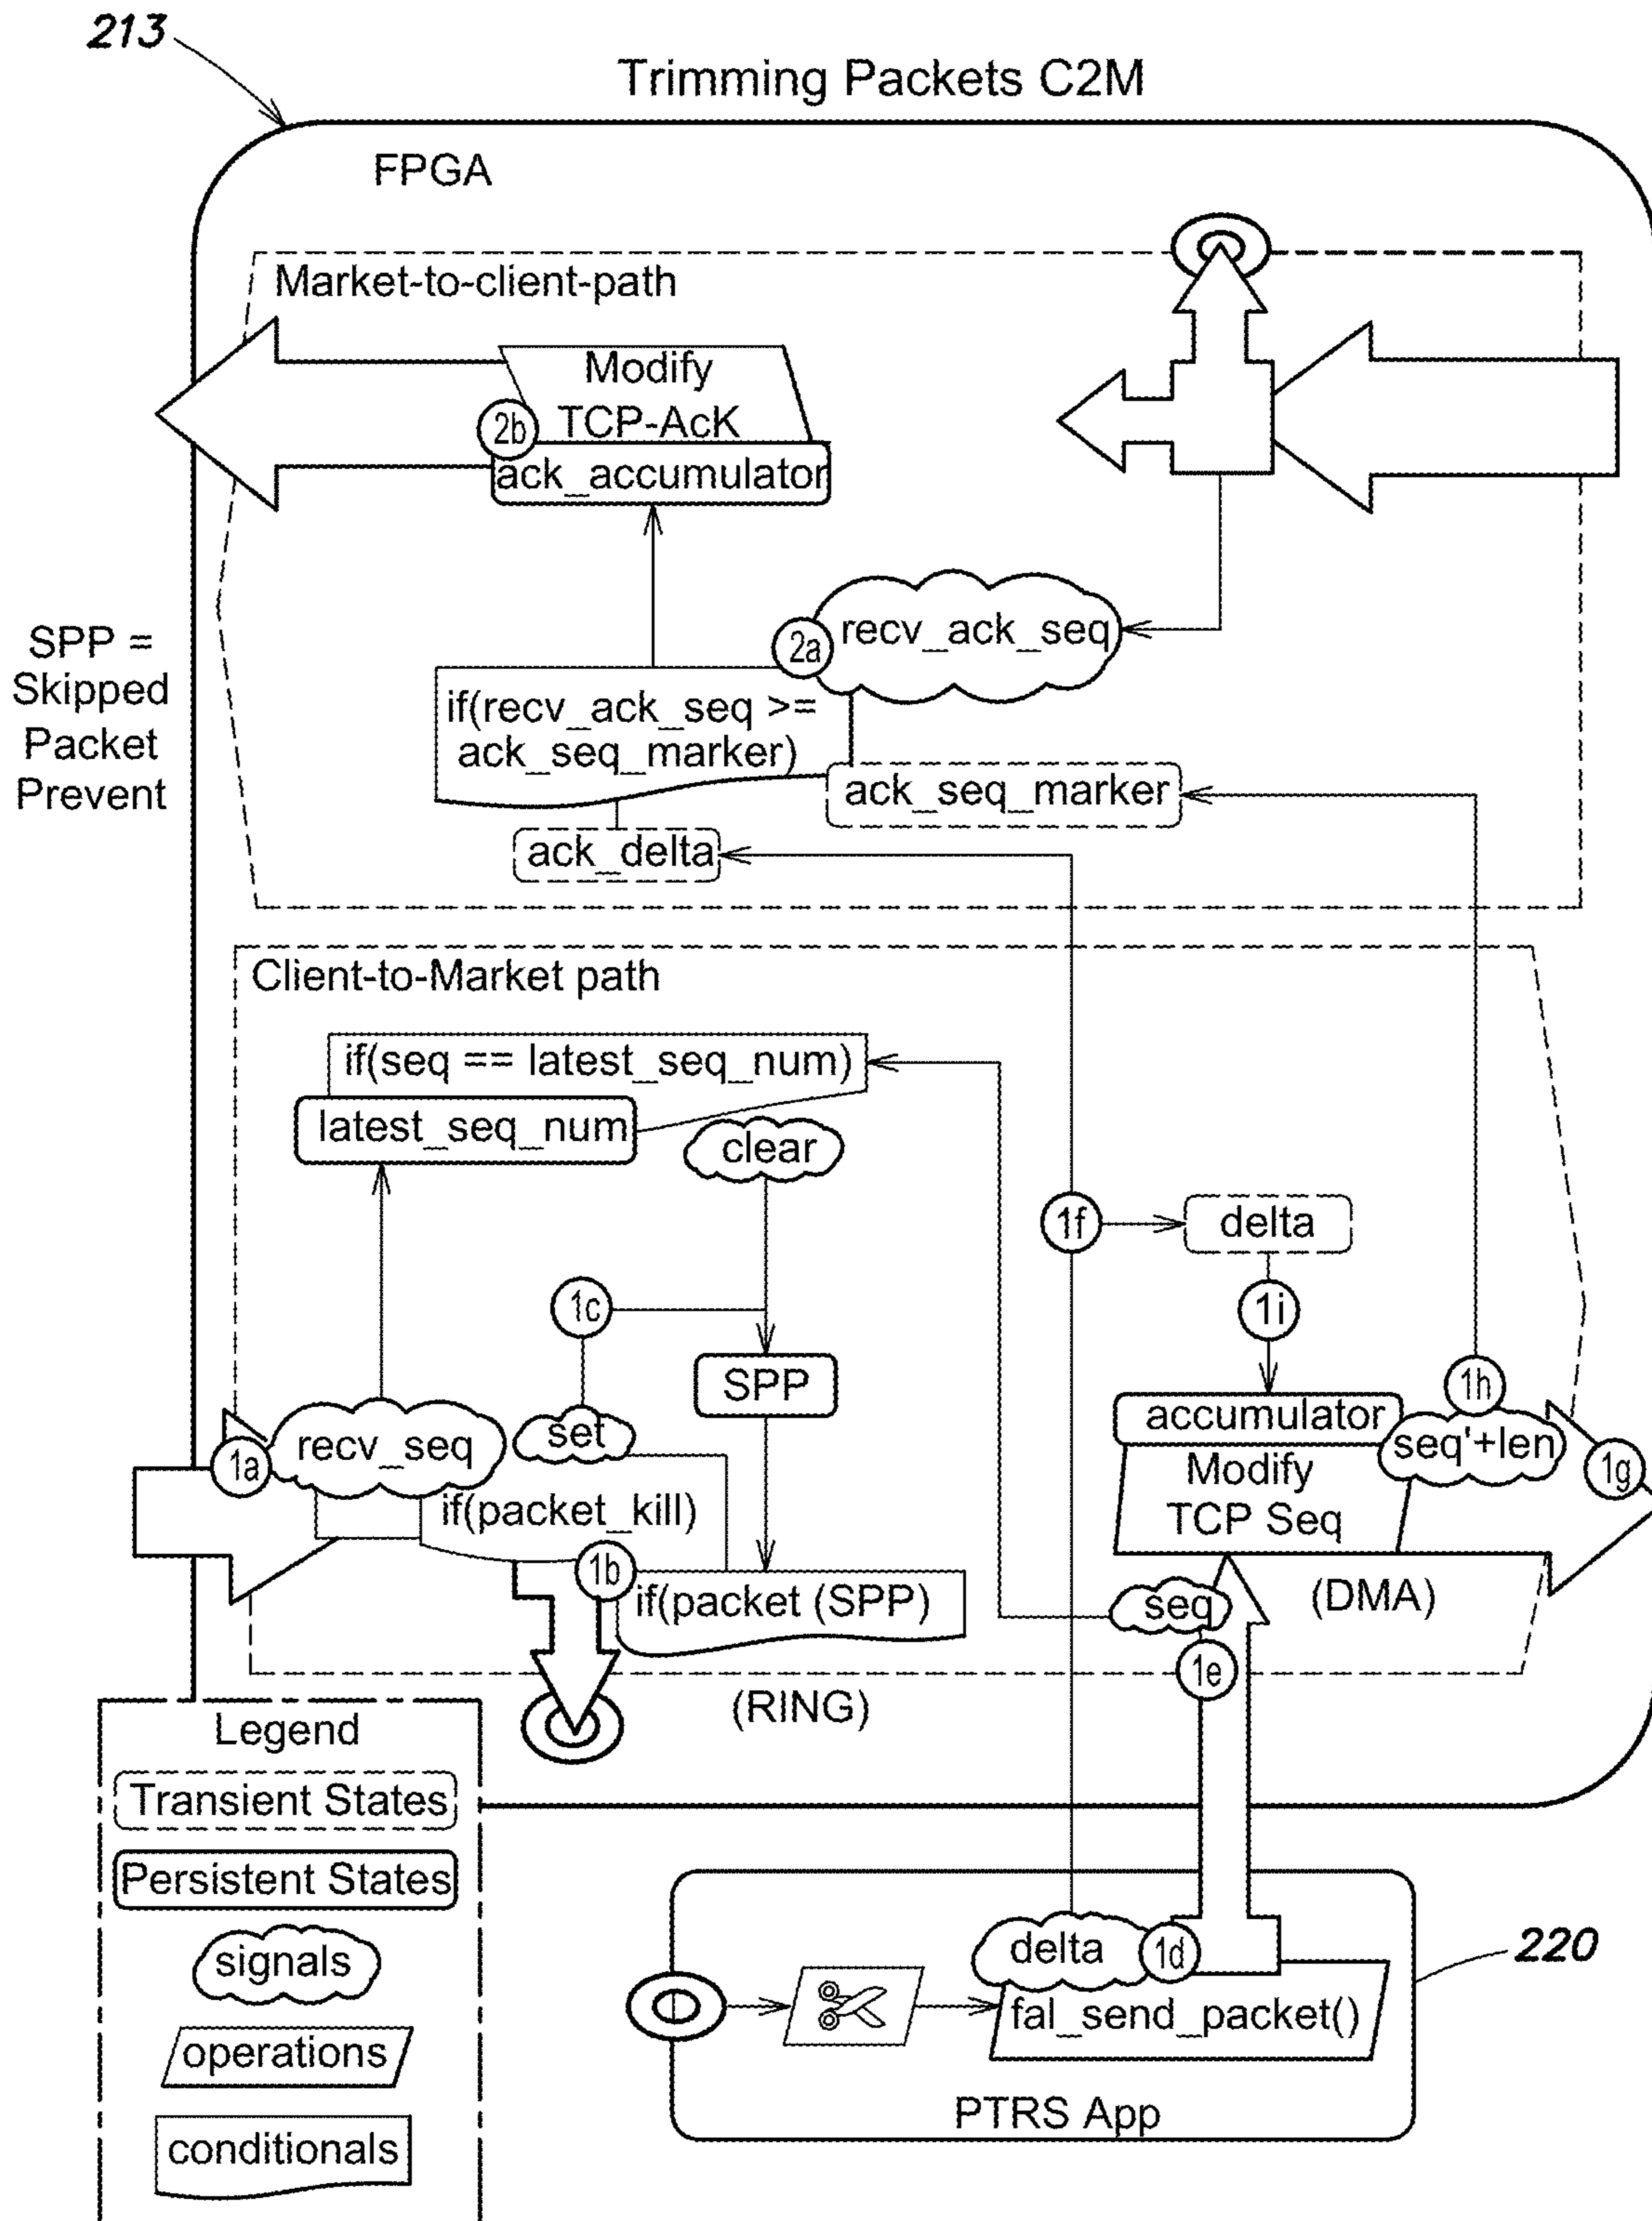 213
Trimming Packets C2M
FPGA
Market-to-client-path
Modify
TCP-AcK
2b
ack_accumulator
recv_ack_seq
2a
SPP =
Skipped
Packet
Prevent
if(recv_ack_seq >=
ack_seq_marker)
ack_seq_marker
ack_delta
Client-to-Market path
if(seq == latest_seq_num)
latest_seq_num
clear
1f
delta
1c
1i
SPP
1h
accumulator
set
recv_seq
1a
seq'+len
1g
Modify
TCP Seq
if(packet_kill)
1b
if(packet (SPP)
seq
(DMA)
1e
(RING)
Legend
Transient States
Persistent States
signals
operations
conditionals
delta
1d
220
fal_send_packet()
PTRS App